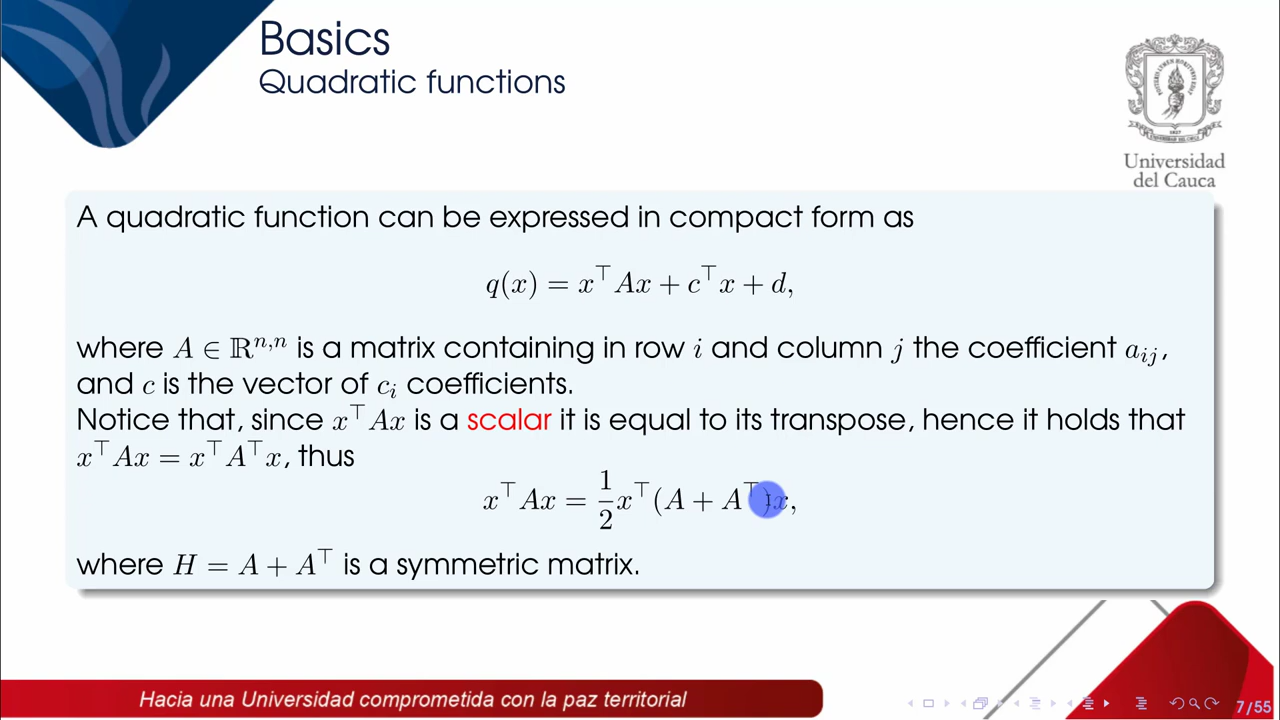 Basics
Quadratic functions
Universidad
del Cauca
A quadratic function can be expressed in compact form as
q(x) = x⊤Ax + c⊤x + d,
where A ∈ ℝⁿ,ⁿ is a matrix containing in row i and column j the coefficient aᵢⱼ,
and c is the vector of cᵢ coefficients.
Notice that, since x⊤Ax is a scalar it is equal to its transpose, hence it holds that
x⊤Ax = x⊤A⊤x, thus
x⊤Ax = 1/2 x⊤(A + A⊤)x,
where H = A + A⊤ is a symmetric matrix.
Hacia una Universidad comprometida con la paz territorial
7/55